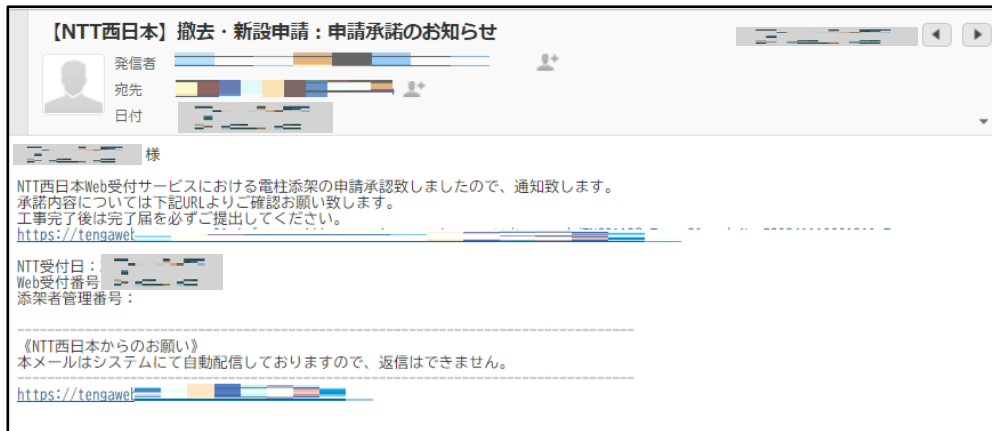 【NTT西日本】撤去・新設申請：申請承諾のお知らせ
発信者
宛先
日付
様
NTT西日本Web受付サービスにおける電柱添架の申請承認致しましたので、通知致します。
承諾内容については下記URLよりご確認お願い致します。
工事完了後は完了届を必ずご提出してください。
https://tengaweb
NTT受付日：
Web受付番号
添架者管理番号：
《NTT西日本からのお願い》
本メールはシステムにて自動配信しておりますので、返信はできません。
https://tengaweb